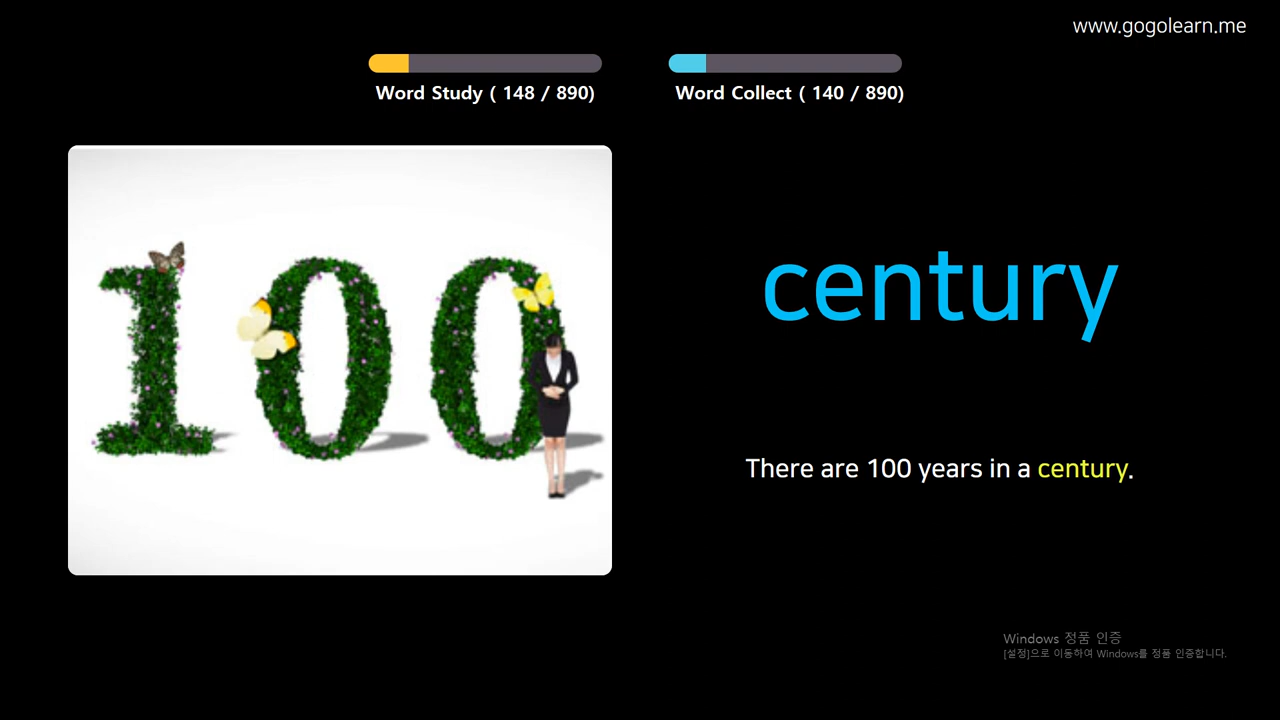 www.gogolearn.me
Word Study ( 148 / 890)
Word Collect ( 140 / 890)
100
century
There are 100 years in a century.
Windows 정품 인증
[설정]으로 이동하여 Windows를 정품 인증합니다.